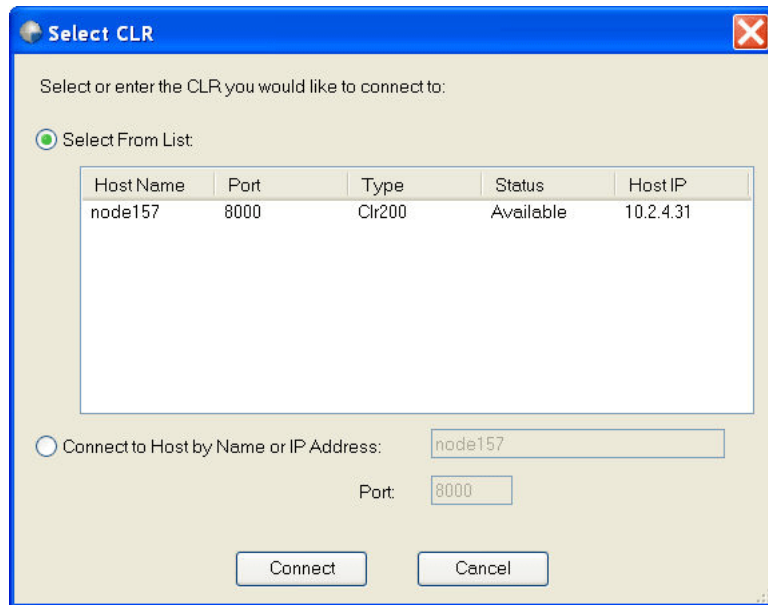 Select CLR
Select or enter the CLR you would like to connect to:
Select From List:
Host Name Port Type Status Host IP
node157 8000 Clr200 Available 10.2.4.31
Connect to Host by Name or IP Address: node157
Port: 8000
Connect Cancel